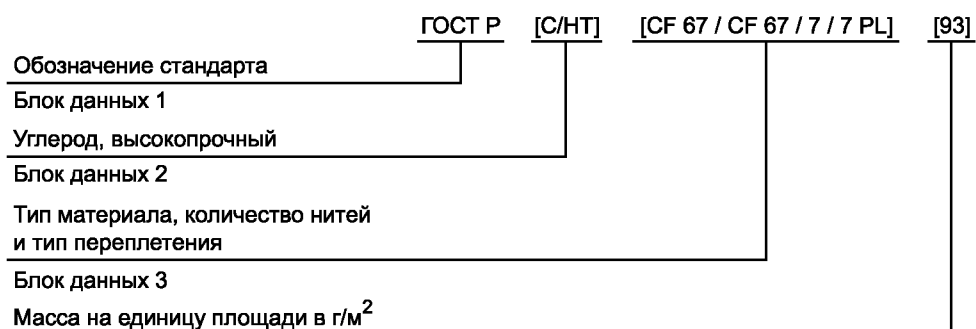 ГОСТ Р [C/HT] [CF 67 / CF 67 / 7 / 7 PL] [93]
Обозначение стандарта
Блок данных 1
Углерод, высокопрочный
Блок данных 2
Тип материала, количество нитей
и тип переплетения
Блок данных 3
Масса на единицу площади в г/м²